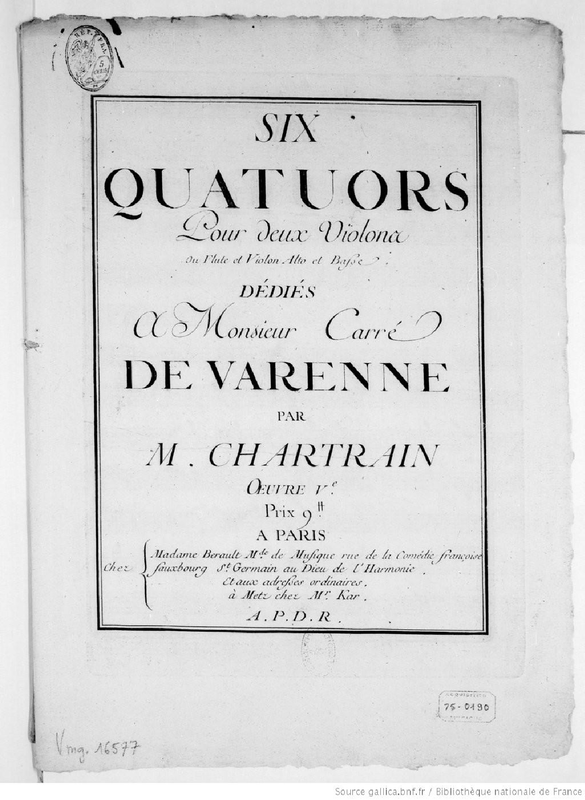 SIX
QUATUORS
Pour deux Violons
Ou Flute et Violon Alto et Baſſe.
DÉDIÉS
A Monsieur Carré
DE VARENNE
PAR
M. CHARTRAIN
OEUVRE Vᵉ
Prix 9ᵗᵗ
A PARIS
Chez
Madame Berault Mᵈᵉ de Musique rue de la Comédie françoise
fauxbourg Sᵗ Germain au Dieu de l'Harmonie.
Et aux adreſſes ordinaires.
à Metz chez Mʳ Kar.
A.P.D.R.
75-0190
Vmg. 16577
Source gallica.bnf.fr / Bibliothèque nationale de France